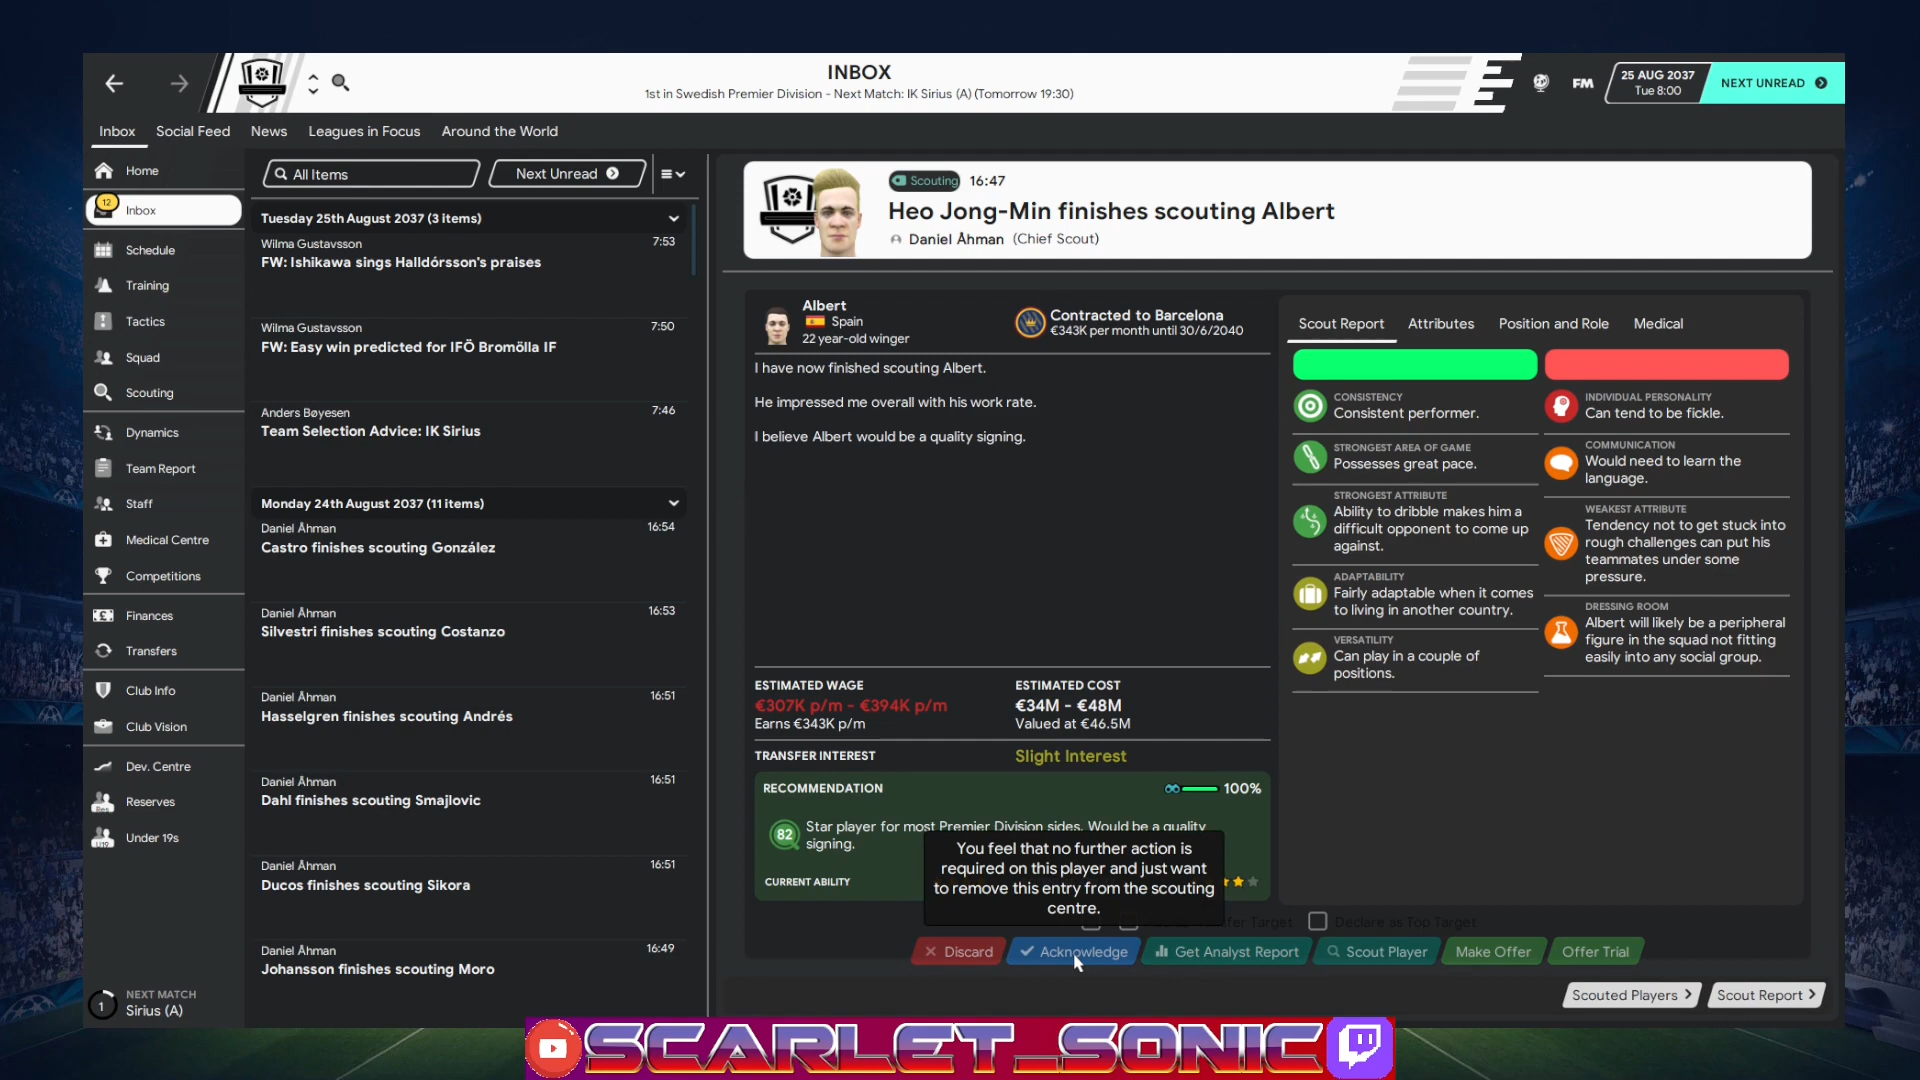 INBOX
1st in Swedish Premier Division - Next Match: IK Sirius (A) (Tomorrow 19:30)
FM
25 AUG 2037
Tue 8:00
NEXT UNREAD
Inbox Social Feed News Leagues in Focus Around the World
Home
12
Inbox
Schedule
Training
Tactics
Squad
Scouting
Dynamics
Team Report
Staff
Medical Centre
Competitions
Finances
Transfers
Club Info
Club Vision
Dev. Centre
Reserves
Under 19s
1
NEXT MATCH
Sirius (A)
All Items
Next Unread
Tuesday 25th August 2037 (3 items)
Wilma Gustavsson 7:53
FW: Ishikawa sings Halldórsson's praises
Wilma Gustavsson 7:50
FW: Easy win predicted for IFÖ Bromölla IF
Anders Bøyesen 7:46
Team Selection Advice: IK Sirius
Monday 24th August 2037 (11 items)
Daniel Åhman 16:54
Castro finishes scouting González
Daniel Åhman 16:53
Silvestri finishes scouting Costanzo
Daniel Åhman 16:51
Hasselgren finishes scouting Andrés
Daniel Åhman 16:51
Dahl finishes scouting Smajlovic
Daniel Åhman 16:51
Ducos finishes scouting Sikora
Daniel Åhman 16:49
Johansson finishes scouting Moro
Scouting 16:47
Heo Jong-Min finishes scouting Albert
Daniel Åhman (Chief Scout)
Albert
Spain
22 year-old winger
Contracted to Barcelona
€343K per month until 30/6/2040
I have now finished scouting Albert.
He impressed me overall with his work rate.
I believe Albert would be a quality signing.
ESTIMATED WAGE
€307K p/m - €394K p/m
Earns €343K p/m
ESTIMATED COST
€34M - €48M
Valued at €46.5M
TRANSFER INTEREST
Slight Interest
RECOMMENDATION
100%
82
Star player for most Premier Division sides. Would be a quality
signing.
CURRENT ABILITY
You feel that no further action is
required on this player and just want
to remove this entry from the scouting
centre.
Target
Declare as Top Target
Discard
Acknowledge
Get Analyst Report
Scout Player
Make Offer
Offer Trial
Scouted Players
Scout Report
Scout Report Attributes Position and Role Medical
CONSISTENCY
Consistent performer.
STRONGEST AREA OF GAME
Possesses great pace.
STRONGEST ATTRIBUTE
Ability to dribble makes him a
difficult opponent to come up
against.
ADAPTABILITY
Fairly adaptable when it comes
to living in another country.
VERSATILITY
Can play in a couple of
positions.
INDIVIDUAL PERSONALITY
Can tend to be fickle.
COMMUNICATION
Would need to learn the
language.
WEAKEST ATTRIBUTE
Tendency not to get stuck into
rough challenges can put his
teammates under some
pressure.
DRESSING ROOM
Albert will likely be a peripheral
figure in the squad not fitting
easily into any social group.
SCARLET_SONIC